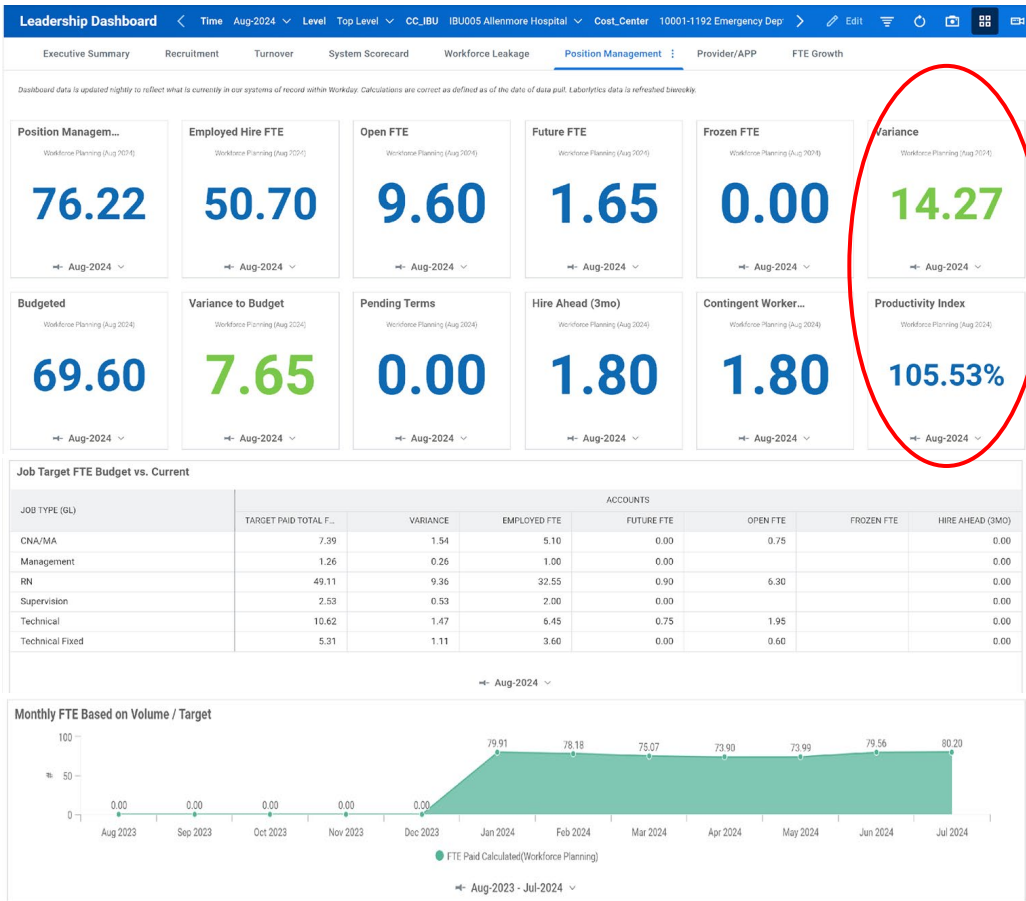 Leadership Dashboard Time Aug-2024 Level Top Level CC_IBU IBU005 Allenmore Hospital Cost_Center 10001-1192 Emergency Dep Edit
Executive Summary Recruitment Turnover System Scorecard Workforce Leakage Position Management Provider/APP FTE Growth
Dashboard data is updated nightly to reflect what is currently in our systems of record within Workday. Calculations are correct as defined as of the date of data pull. Laborlytics data is refreshed biweekly.
Position Managem... Employed Hire FTE Open FTE Future FTE Frozen FTE Variance
Workforce Planning (Aug 2024) Workforce Planning (Aug 2024) Workforce Planning (Aug 2024) Workforce Planning (Aug 2024) Workforce Planning (Aug 2024) Workforce Planning (Aug 2024)
76.22 50.70 9.60 1.65 0.00 14.27
Aug-2024 Aug-2024 Aug-2024 Aug-2024 Aug-2024 Aug-2024
Budgeted Variance to Budget Pending Terms Hire Ahead (3mo) Contingent Worker... Productivity Index
Workforce Planning (Aug 2024) Workforce Planning (Aug 2024) Workforce Planning (Aug 2024) Workforce Planning (Aug 2024) Workforce Planning (Aug 2024) Workforce Planning (Aug 2024)
69.60 7.65 0.00 1.80 1.80 105.53%
Aug-2024 Aug-2024 Aug-2024 Aug-2024 Aug-2024 Aug-2024
Job Target FTE Budget vs. Current
ACCOUNTS
JOB TYPE (GL) TARGET PAID TOTAL F... VARIANCE EMPLOYED FTE FUTURE FTE OPEN FTE FROZEN FTE HIRE AHEAD (3MO)
CNA/MA 7.39 1.54 5.10 0.00 0.75 0.00
Management 1.26 0.26 1.00 0.00 0.00
RN 49.11 9.36 32.55 0.90 6.30 0.00
Supervision 2.53 0.53 2.00 0.00 0.00
Technical 10.62 1.47 6.45 0.75 1.95 0.00
Technical Fixed 5.31 1.11 3.60 0.00 0.60 0.00
Aug-2024
Monthly FTE Based on Volume / Target
100
79.91 78.18 75.07 73.90 73.99 79.56 80.20
# 50
0.00 0.00 0.00 0.00 0.00
0
Aug 2023 Sep 2023 Oct 2023 Nov 2023 Dec 2023 Jan 2024 Feb 2024 Mar 2024 Apr 2024 May 2024 Jun 2024 Jul 2024
FTE Paid Calculated(Workforce Planning)
Aug-2023 - Jul-2024